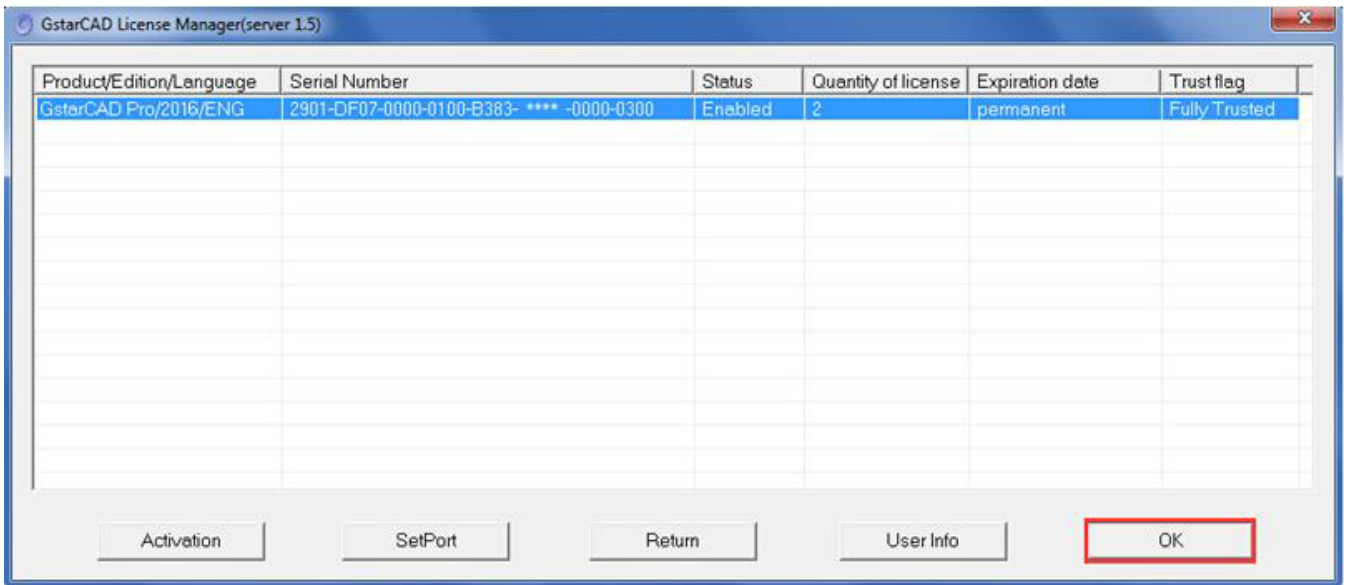 GstarCAD License Manager(server 1.5)
Product/Edition/Language Serial Number Status Quantity of license Expiration date Trust flag
GstarCAD Pro/2016/ENG 2901-DF07-0000-0100-B383- **** -0000-0300 Enabled 2 permanent Fully Trusted
Activation SetPort Return User Info OK